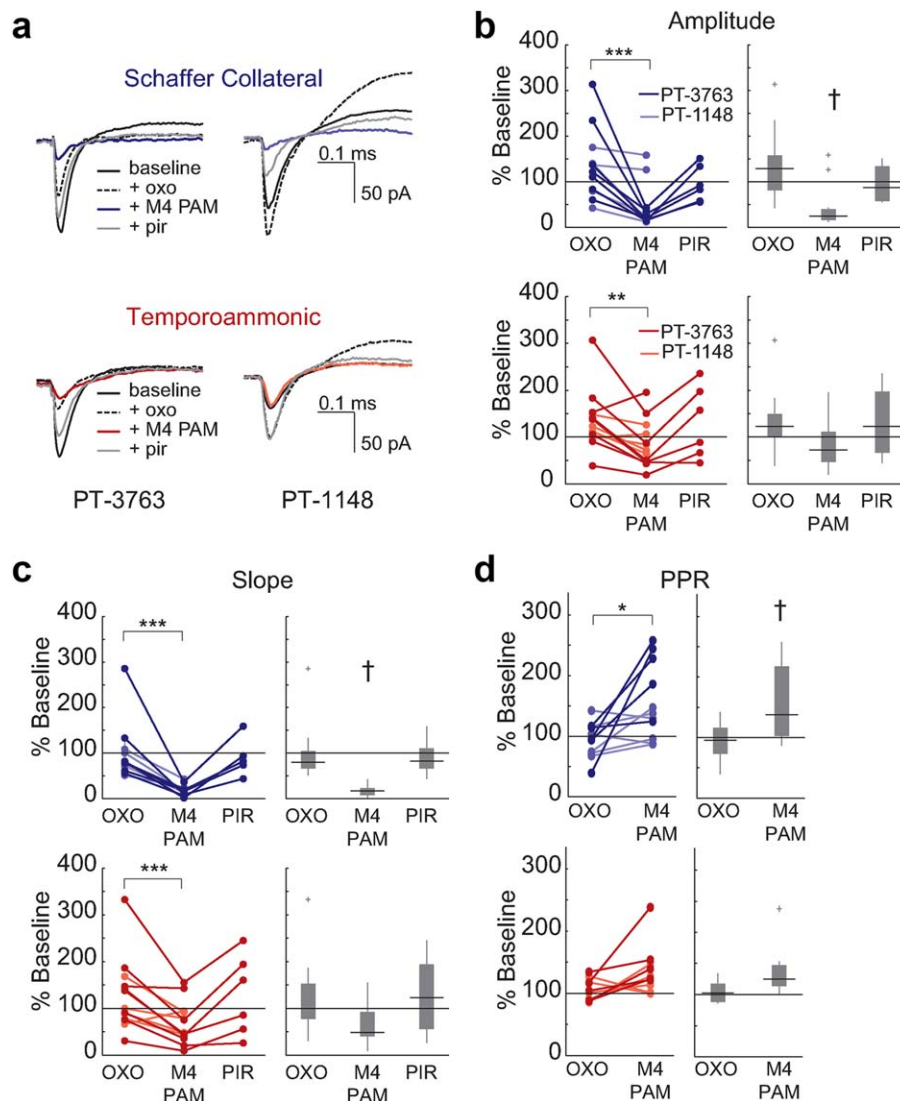 a
Schaffer Collateral
baseline
+ oxo
+ M4 PAM
+ pir
0.1 ms
50 pA
Temporoammonic
baseline
+ oxo
+ M4 PAM
+ pir
0.1 ms
50 pA
PT-3763 PT-1148
b
Amplitude
% Baseline
400
300
200
100
0
***
PT-3763
PT-1148
†
OXO M4 PIR OXO M4 PIR
PAM PAM
% Baseline
400
300
200
100
0
**
PT-3763
PT-1148
OXO M4 PIR OXO M4 PIR
PAM PAM
c
Slope
% Baseline
400
300
200
100
0
***
†
OXO M4 PIR OXO M4 PIR
PAM PAM
% Baseline
400
300
200
100
0
***
OXO M4 PIR OXO M4 PIR
PAM PAM
d
PPR
% Baseline
300
200
100
0
*
†
OXO M4 OXO M4
PAM PAM
% Baseline
300
200
100
0
OXO M4 OXO M4
PAM PAM